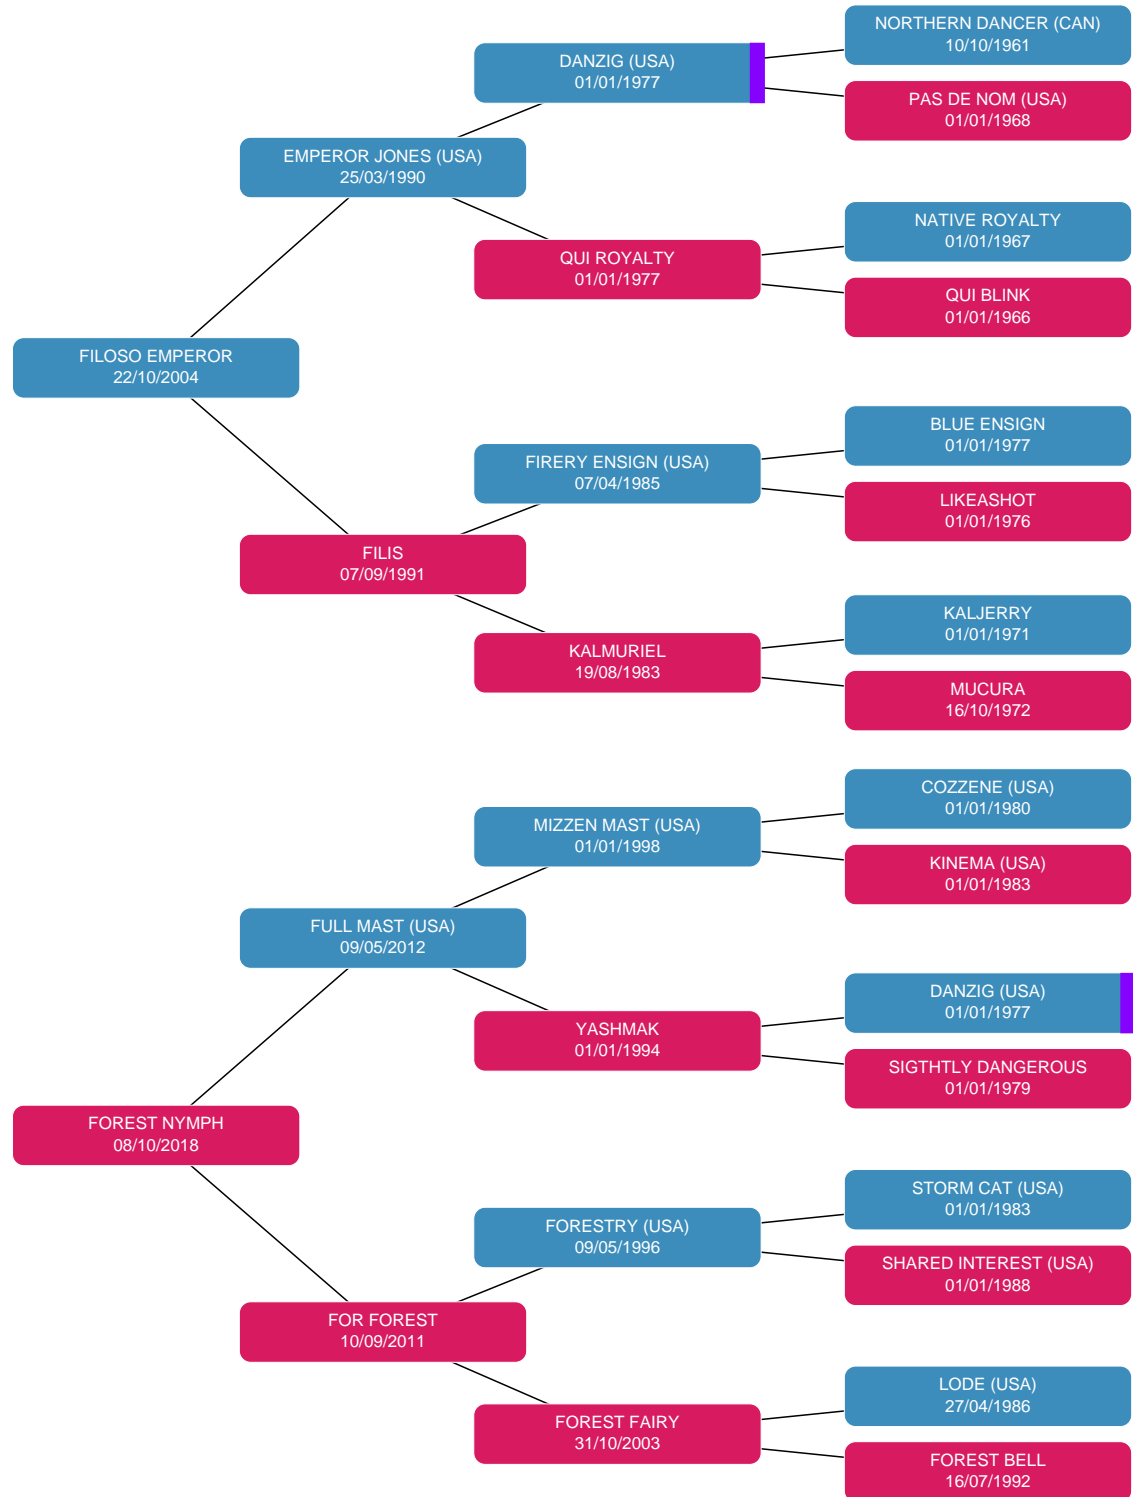 NORTHERN DANCER (CAN)
10/10/1961
DANZIG (USA)
01/01/1977
PAS DE NOM (USA)
01/01/1968
EMPEROR JONES (USA)
25/03/1990
NATIVE ROYALTY
01/01/1967
QUI ROYALTY
01/01/1977
QUI BLINK
01/01/1966
FILOSO EMPEROR
22/10/2004
BLUE ENSIGN
01/01/1977
FIRERY ENSIGN (USA)
07/04/1985
LIKEASHOT
01/01/1976
FILIS
07/09/1991
KALJERRY
01/01/1971
KALMURIEL
19/08/1983
MUCURA
16/10/1972
COZZENE (USA)
01/01/1980
MIZZEN MAST (USA)
01/01/1998
KINEMA (USA)
01/01/1983
FULL MAST (USA)
09/05/2012
DANZIG (USA)
01/01/1977
YASHMAK
01/01/1994
SIGTHTLY DANGEROUS
01/01/1979
FOREST NYMPH
08/10/2018
STORM CAT (USA)
01/01/1983
FORESTRY (USA)
09/05/1996
SHARED INTEREST (USA)
01/01/1988
FOR FOREST
10/09/2011
LODE (USA)
27/04/1986
FOREST FAIRY
31/10/2003
FOREST BELL
16/07/1992